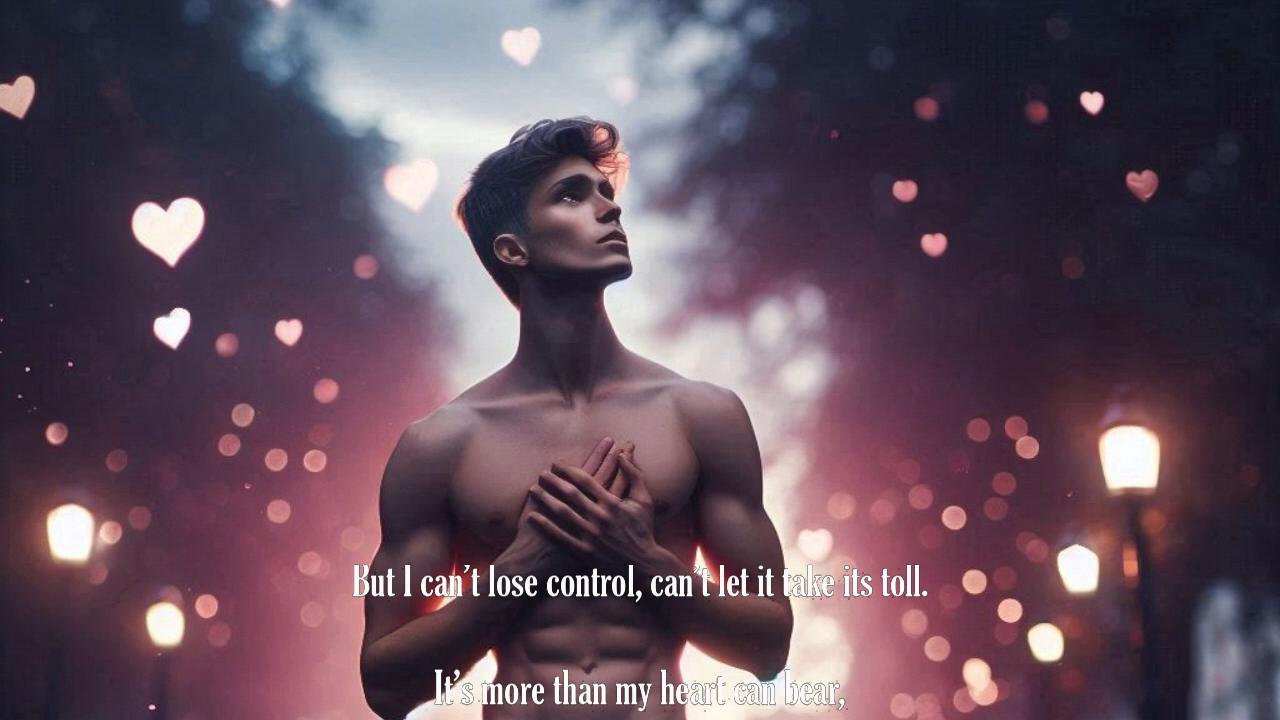 But I can’t lose control, can’t let it take its toll.
It’s more than my heart can bear,